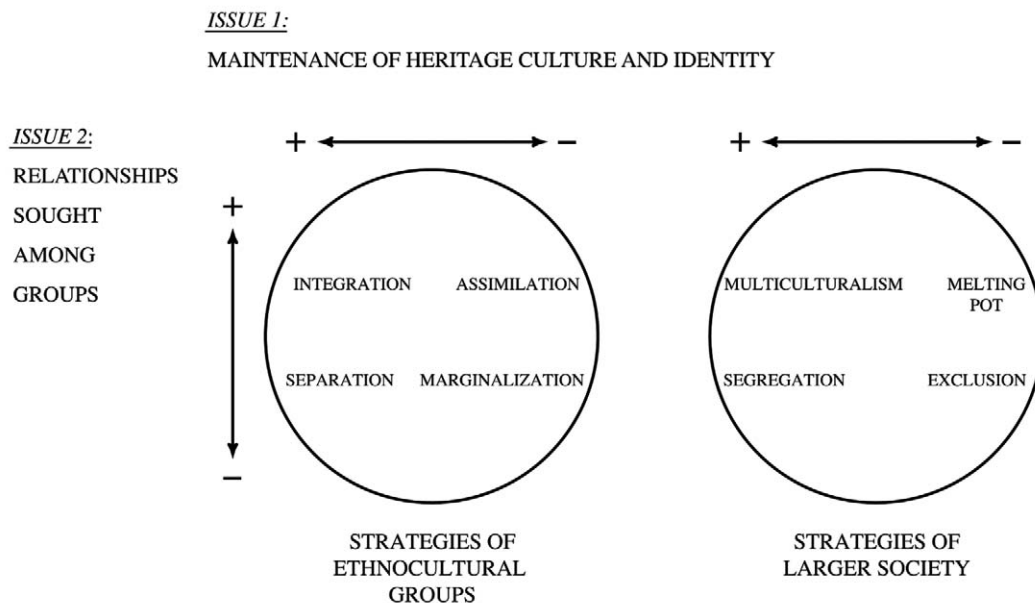 ISSUE 1:
MAINTENANCE OF HERITAGE CULTURE AND IDENTITY
ISSUE 2:
RELATIONSHIPS
SOUGHT
AMONG
GROUPS
+ −
+ −
+
−
INTEGRATION ASSIMILATION
SEPARATION MARGINALIZATION
STRATEGIES OF
ETHNOCULTURAL
GROUPS
MULTICULTURALISM MELTING
POT
SEGREGATION EXCLUSION
STRATEGIES OF
LARGER SOCIETY